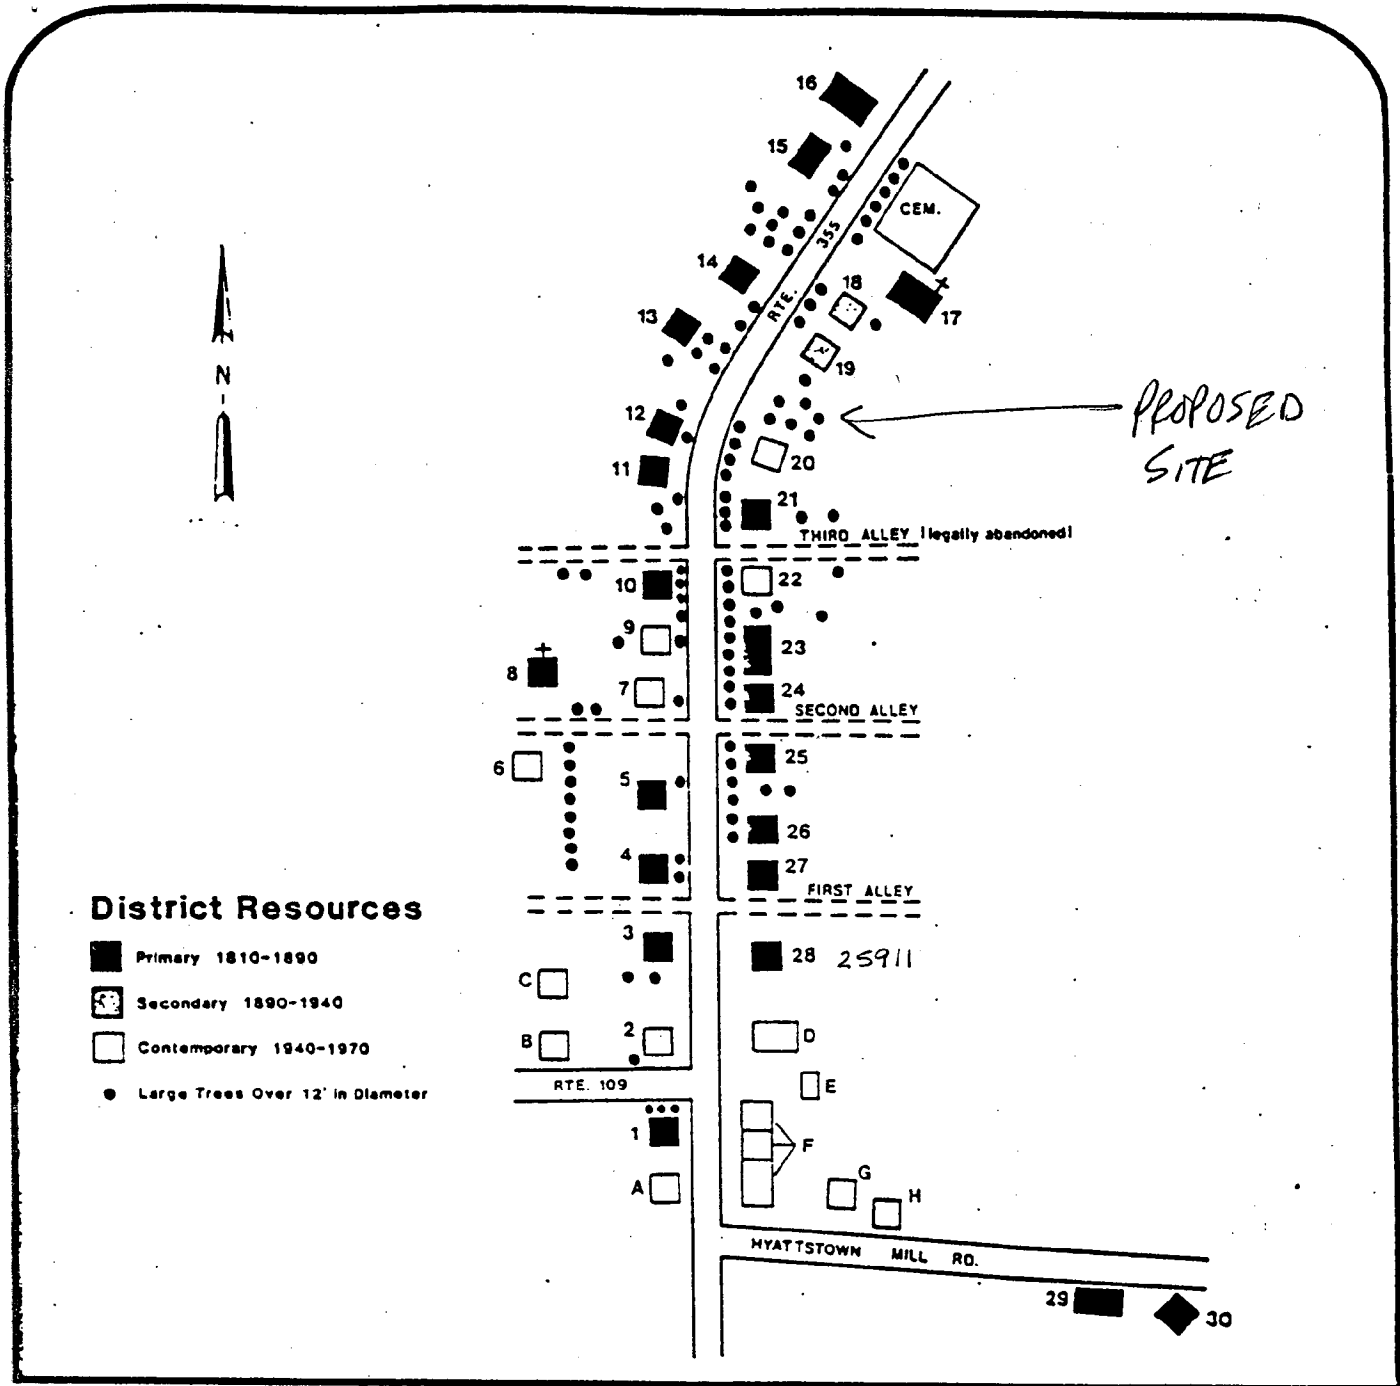 16
15
CEM.
RTE. 355
14
18
17
13
19
PROPOSED
SITE
12
20
11
21
THIRD ALLEY [legally abandoned]
10
22
9
23
8
7
24
SECOND ALLEY
6
25
5
26
4
27
FIRST ALLEY
3
28 25911
C
D
2
B
E
RTE. 109
1
F
A
G
H
HYATTSTOWN MILL RD.
29
30
N
District Resources
Primary 1810-1890
Secondary 1890-1940
Contemporary 1940-1970
Large Trees Over 12' in Diameter